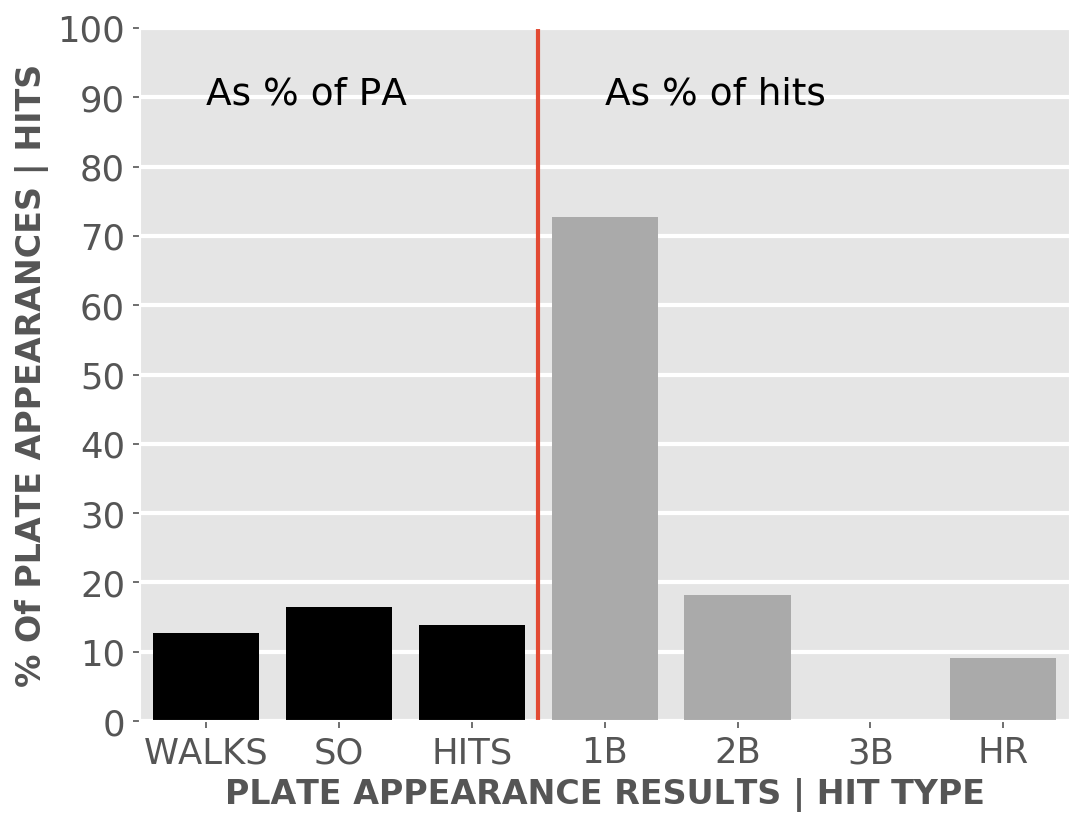 100
90
80
70
60
50
40
30
20
10
0
% Of PLATE APPEARANCES | HITS
As % of PA
As % of hits
WALKS SO HITS 1B 2B 3B HR
PLATE APPEARANCE RESULTS | HIT TYPE